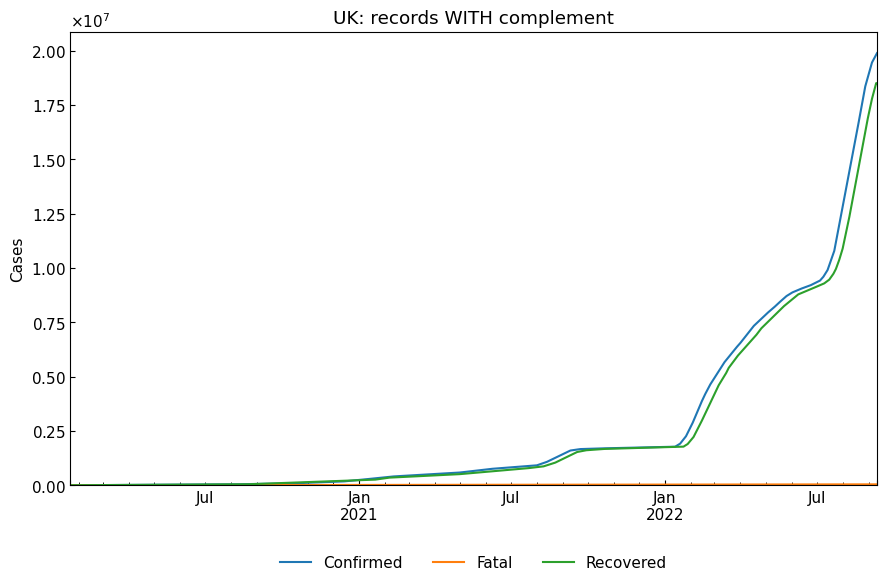 UK: records WITH complement
×10⁷
2.00
1.75
1.50
1.25
1.00
0.75
0.50
0.25
0.00
Cases
Jul
Jan
2021
Jul
Jan
2022
Jul
Confirmed
Fatal
Recovered